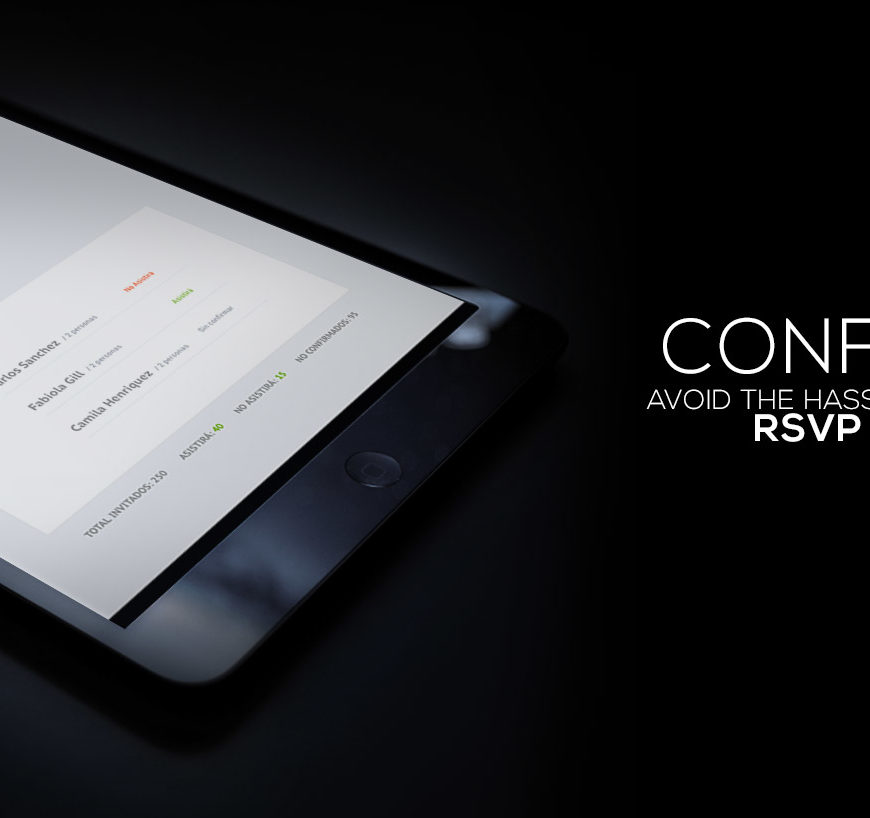 arlos Sanchez / 2 personas No Asistirá
Fabiola Gill / 2 personas Asistirá
Camila Henriquez / 2 personas Sin confirmar
TOTAL INVITADOS: 250 ASISTIRÁ: 40 NO ASISTIRÁ: 15 NO CONFIRMADOS: 95
CONF
AVOID THE HASS
RSVP